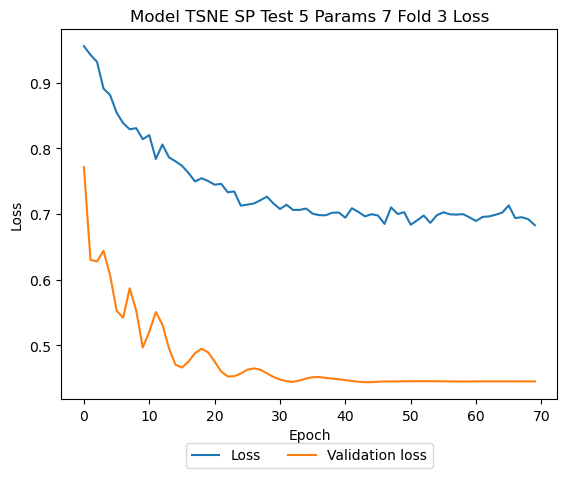 Model TSNE SP Test 5 Params 7 Fold 3 Loss
Loss
0.9
0.8
0.7
0.6
0.5
0 10 20 30 40 50 60 70
Epoch
Loss Validation loss